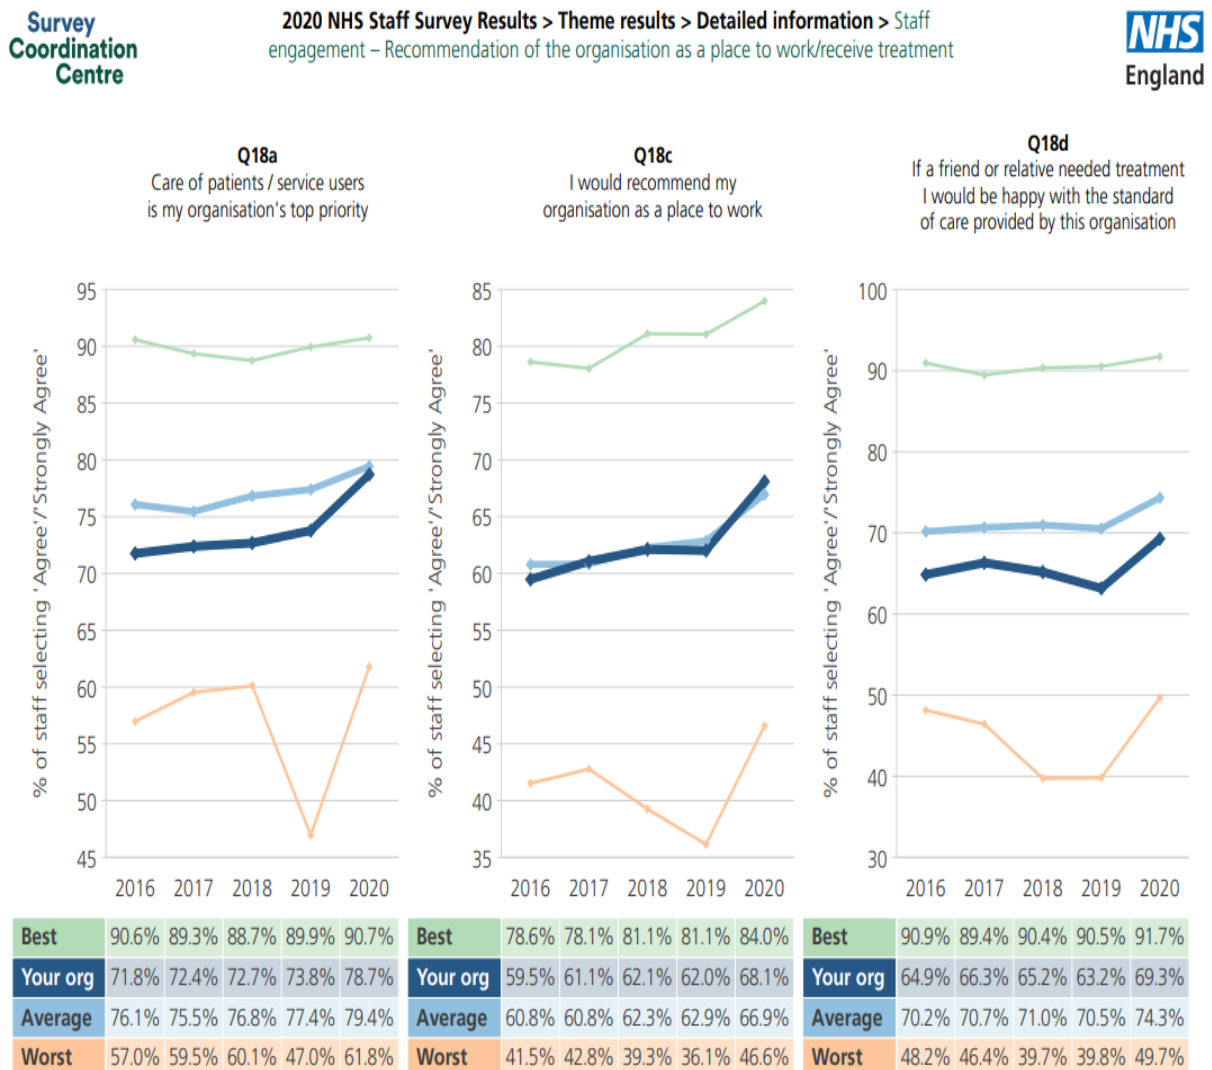 Survey
Coordination
Centre
2020 NHS Staff Survey Results > Theme results > Detailed information > Staff
engagement – Recommendation of the organisation as a place to work/receive treatment
NHS
England
Q18a
Care of patients / service users
is my organisation's top priority
% of staff selecting 'Agree'/'Strongly Agree'
95
90
85
80
75
70
65
60
55
50
45
2016 2017 2018 2019 2020
Best 90.6% 89.3% 88.7% 89.9% 90.7%
Your org 71.8% 72.4% 72.7% 73.8% 78.7%
Average 76.1% 75.5% 76.8% 77.4% 79.4%
Worst 57.0% 59.5% 60.1% 47.0% 61.8%
Q18c
I would recommend my
organisation as a place to work
% of staff selecting 'Agree'/'Strongly Agree'
85
80
75
70
65
60
55
50
45
40
35
2016 2017 2018 2019 2020
Best 78.6% 78.1% 81.1% 81.1% 84.0%
Your org 59.5% 61.1% 62.1% 62.0% 68.1%
Average 60.8% 60.8% 62.3% 62.9% 66.9%
Worst 41.5% 42.8% 39.3% 36.1% 46.6%
Q18d
If a friend or relative needed treatment
I would be happy with the standard
of care provided by this organisation
% of staff selecting 'Agree'/'Strongly Agree'
100
90
80
70
60
50
40
30
2016 2017 2018 2019 2020
Best 90.9% 89.4% 90.4% 90.5% 91.7%
Your org 64.9% 66.3% 65.2% 63.2% 69.3%
Average 70.2% 70.7% 71.0% 70.5% 74.3%
Worst 48.2% 46.4% 39.7% 39.8% 49.7%